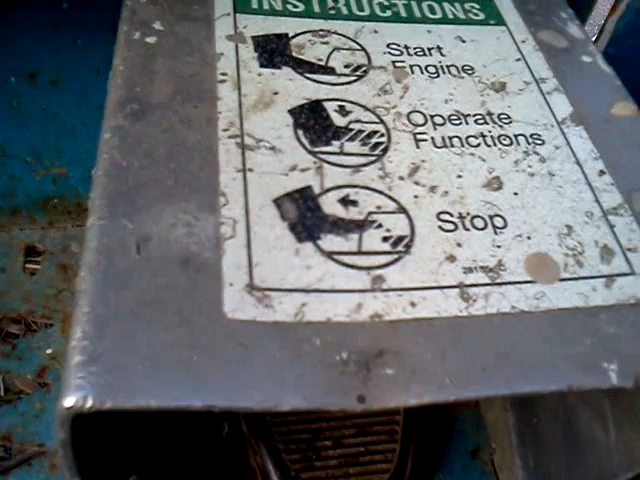 INSTRUCTIONS.
Start
Engine
Operate
Functions
Stop